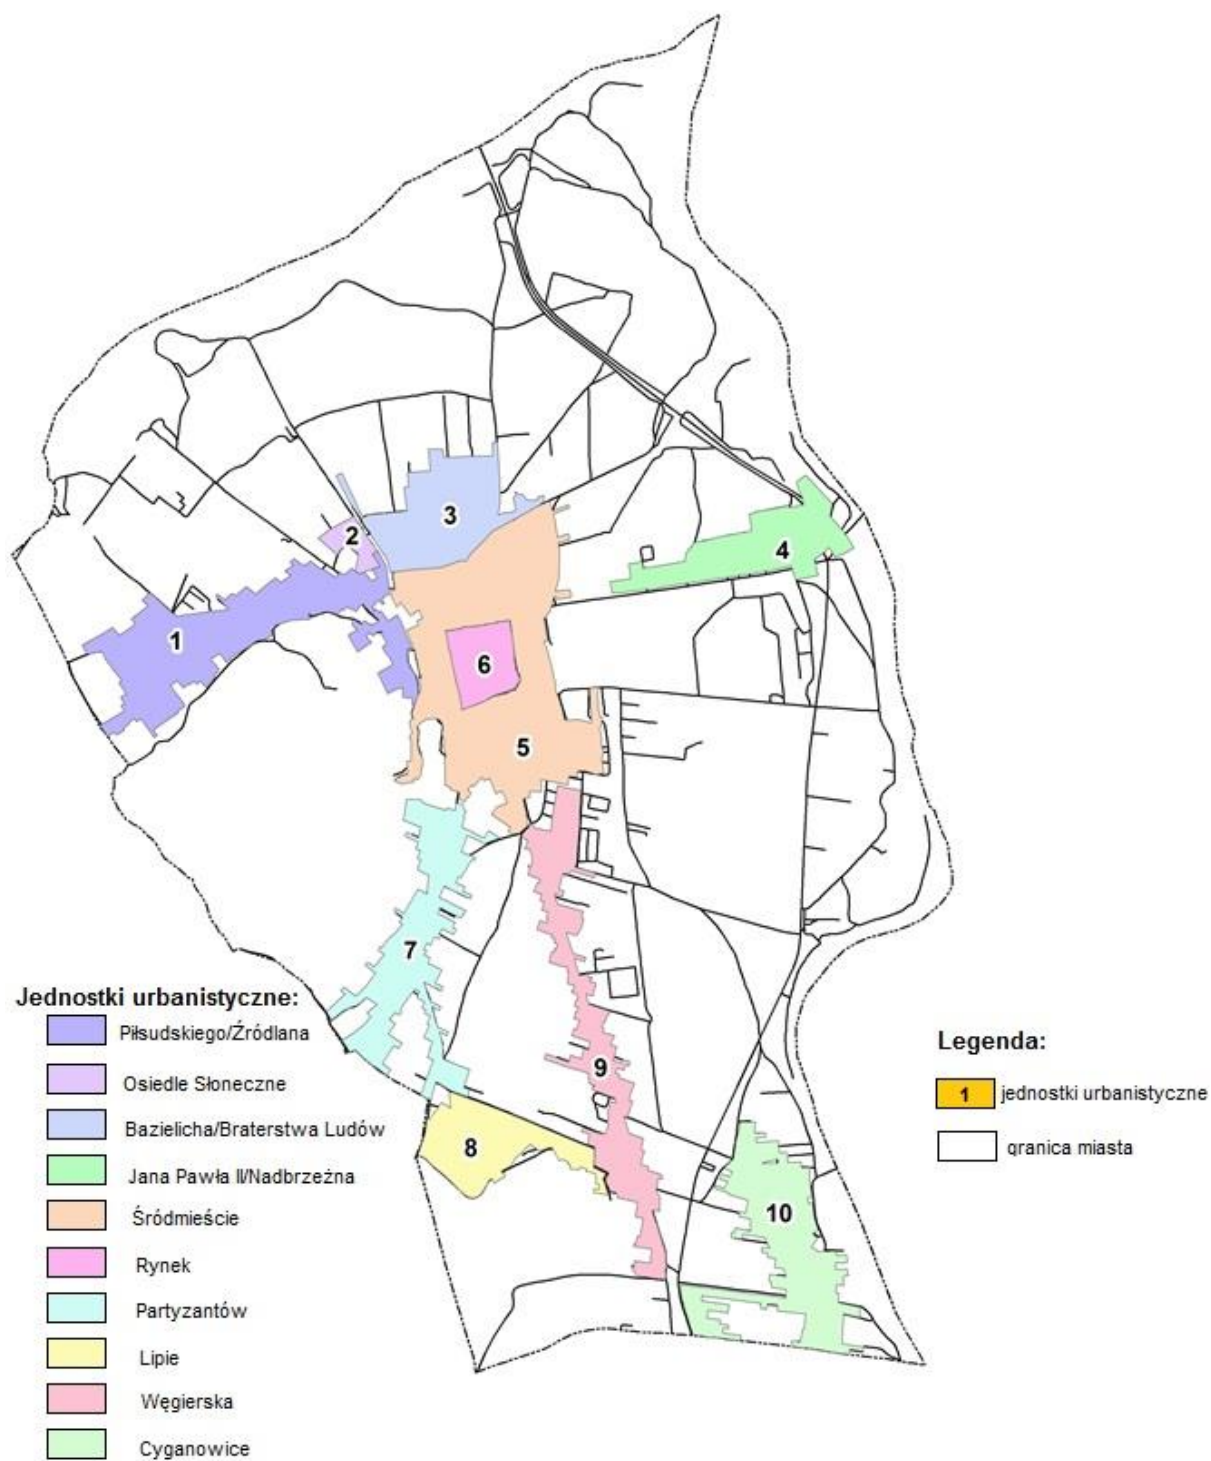 3
2
4
1
6
5
7
Jednostki urbanistyczne:
Piłsudskiego/Źródlana
Osiedle Słoneczne
Bazielicha/Braterstwa Ludów
Jana Pawła II/Nadbrzeżna
Śródmieście
Rynek
Partyzantów
Lipie
Węgierska
Cyganowice
9
8
10
Legenda:
1 jednostki urbanistyczne
granica miasta